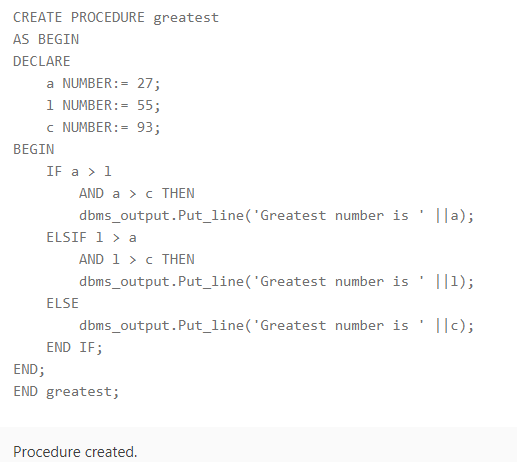 CREATE PROCEDURE greatest
AS BEGIN
DECLARE
    a NUMBER:= 27;
    l NUMBER:= 55;
    c NUMBER:= 93;
BEGIN
    IF a > l
        AND a > c THEN
        dbms_output.Put_line('Greatest number is ' ||a);
    ELSIF l > a
        AND l > c THEN
        dbms_output.Put_line('Greatest number is ' ||l);
    ELSE
        dbms_output.Put_line('Greatest number is ' ||c);
    END IF;
END;
END greatest;
Procedure created.